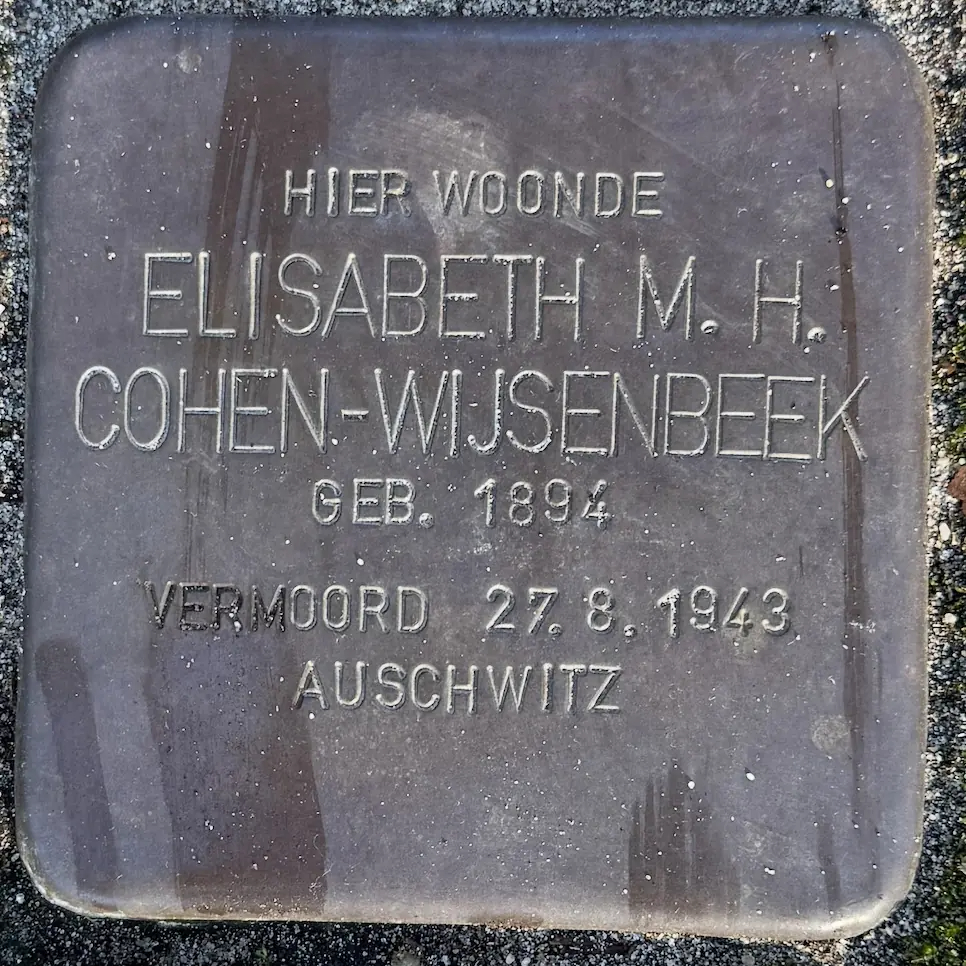 HIER WOONDE
ELISABETH M. H.
COHEN-WIJSENBEEK
GEB. 1894
VERMOORD 27. 8. 1943
AUSCHWITZ